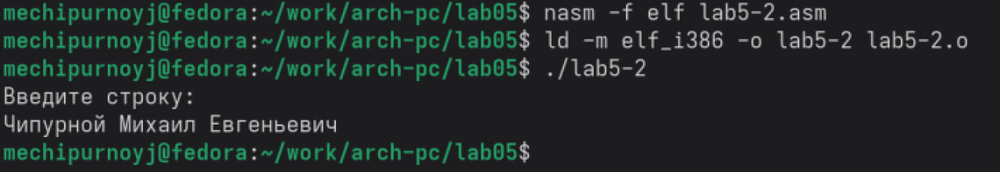 mechipurnoyj@fedora:~/work/arch-pc/lab05$ nasm -f elf lab5-2.asm
mechipurnoyj@fedora:~/work/arch-pc/lab05$ ld -m elf_i386 -o lab5-2 lab5-2.o
mechipurnoyj@fedora:~/work/arch-pc/lab05$ ./lab5-2
Введите строку:
Чипурной Михаил Евгеньевич
mechipurnoyj@fedora:~/work/arch-pc/lab05$